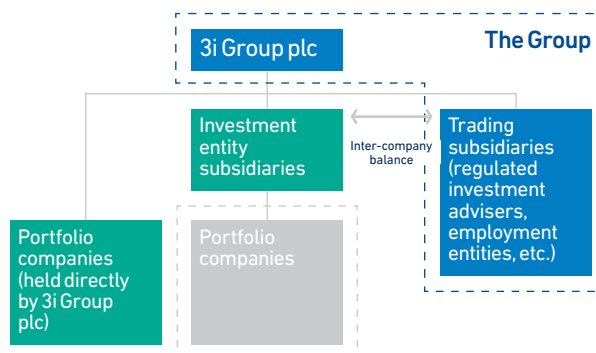 The Group
3i Group plc
Investment
entity
subsidiaries
Inter-company
balance
Trading
subsidiaries
(regulated
investment
advisers,
employment
entities, etc.)
Portfolio
companies
(held directly
by 3i Group
plc)
Portfolio
companies